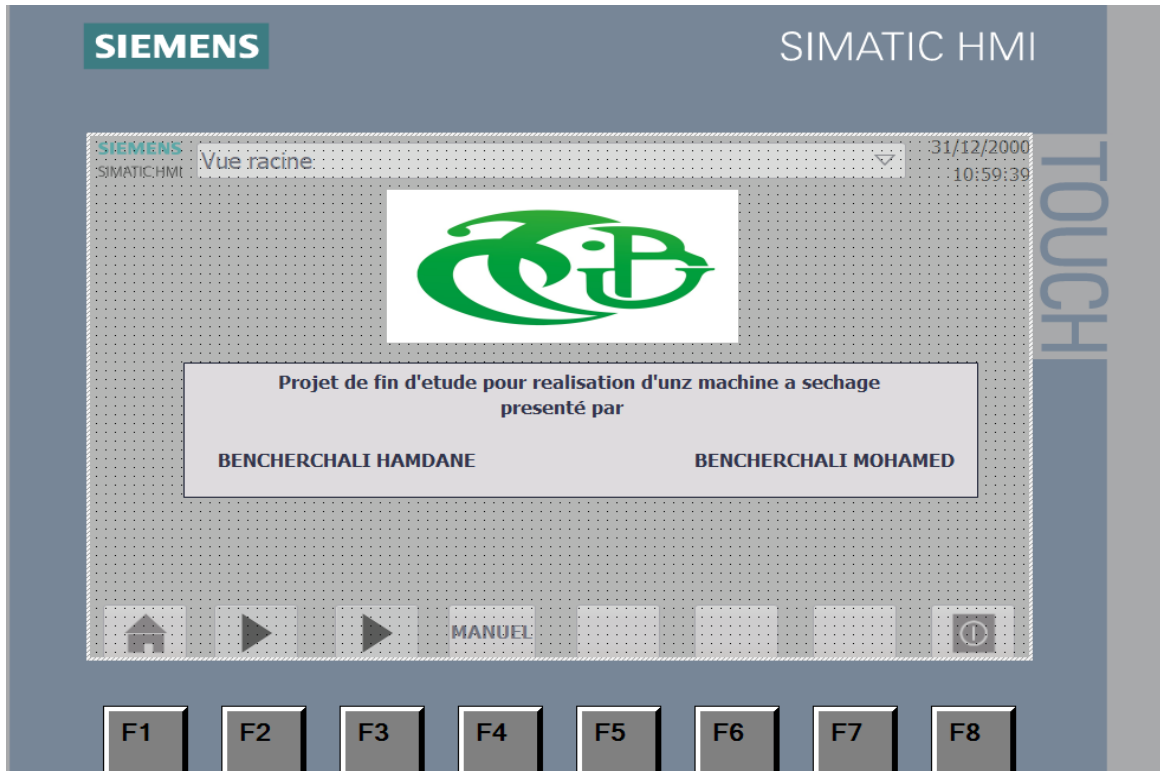 SIEMENS
SIMATIC HMI
TOUCH
SIEMENS
SIMATIC HMI
Vue racine
31/12/2000
10:59:39
Projet de fin d'etude pour realisation d'unz machine a sechage
presenté par
BENCHERCHALI HAMDANE
BENCHERCHALI MOHAMED
MANUEL
F1
F2
F3
F4
F5
F6
F7
F8